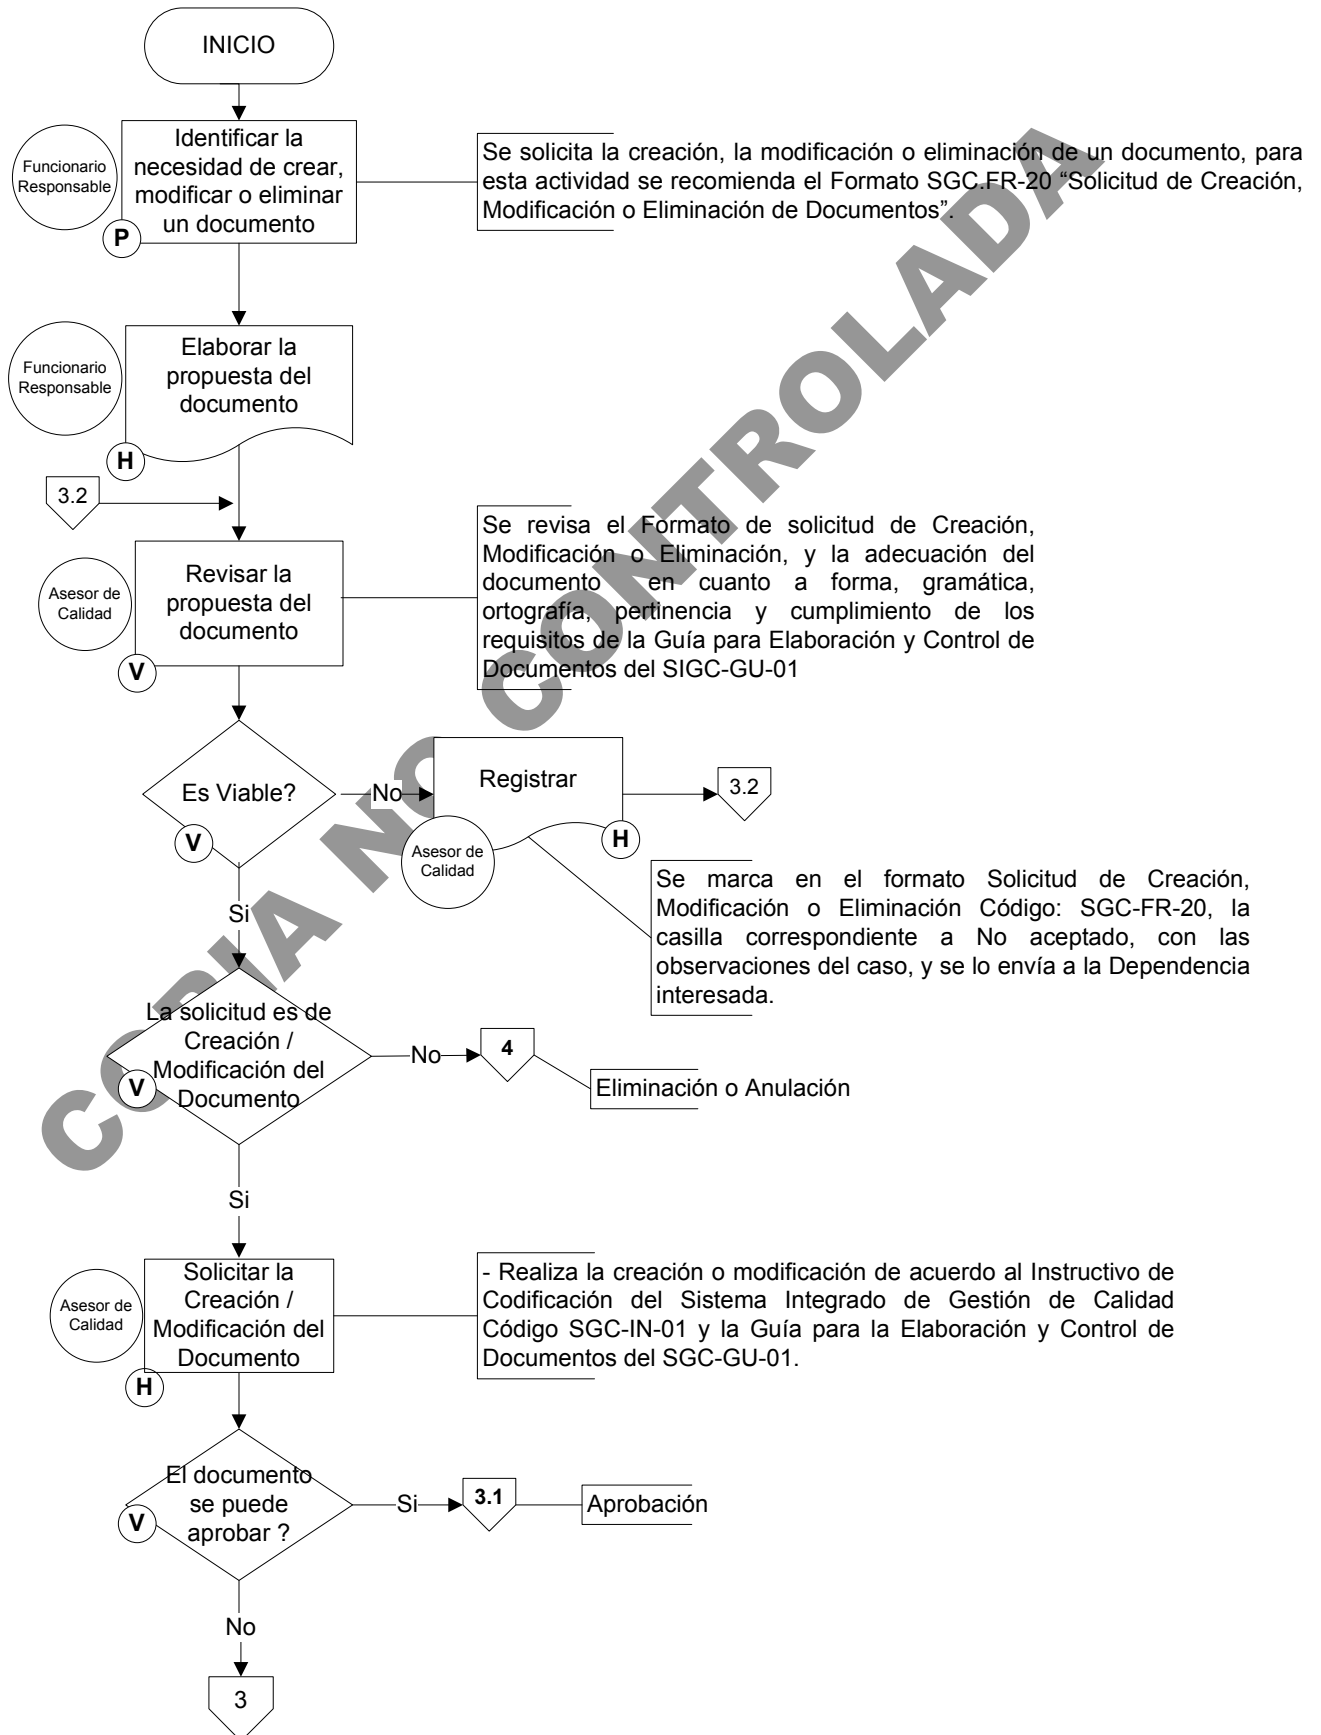 INICIO
Funcionario
Responsable
Identificar la
necesidad de crear,
modificar o eliminar
un documento
P
Se solicita la creación, la modificación o eliminación de un documento, para
esta actividad se recomienda el Formato SGC.FR-20 “Solicitud de Creación,
Modificación o Eliminación de Documentos”.
Funcionario
Responsable
Elaborar la
propuesta del
documento
H
3.2
Asesor de
Calidad
Revisar la
propuesta del
documento
V
Se revisa el Formato de solicitud de Creación,
Modificación o Eliminación, y la adecuación del
documento en cuanto a forma, gramática,
ortografía, pertinencia y cumplimiento de los
requisitos de la Guía para Elaboración y Control de
Documentos del SIGC-GU-01
Es Viable?
V
No
Registrar
Asesor de
Calidad
H
3.2
Se marca en el formato Solicitud de Creación,
Modificación o Eliminación Código: SGC-FR-20, la
casilla correspondiente a No aceptado, con las
observaciones del caso, y se lo envía a la Dependencia
interesada.
Si
La solicitud es de
Creación /
Modificación del
Documento
V
No
4
Eliminación o Anulación
Si
Asesor de
Calidad
Solicitar la
Creación /
Modificación del
Documento
H
- Realiza la creación o modificación de acuerdo al Instructivo de
Codificación del Sistema Integrado de Gestión de Calidad
Código SGC-IN-01 y la Guía para la Elaboración y Control de
Documentos del SGC-GU-01.
El documento
se puede
aprobar ?
V
Si
3.1
Aprobación
No
3
COPIA NO CONTROLADA